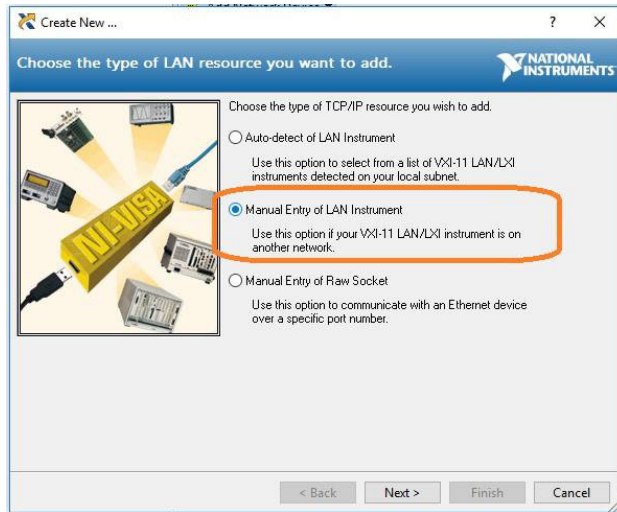 Add Network Device
Create New ...
?
Choose the type of LAN resource you want to add.
NATIONAL
INSTRUMENTS
Choose the type of TCP/IP resource you wish to add.
Auto-detect of LAN Instrument
Use this option to select from a list of VXI-11 LAN/LXI
instruments detected on your local subnet.
Manual Entry of LAN Instrument
Use this option if your VXI-11 LAN/LXI instrument is on
another network.
Manual Entry of Raw Socket
Use this option to communicate with an Ethernet device
over a specific port number.
NI-VISA
< Back Next > Finish Cancel